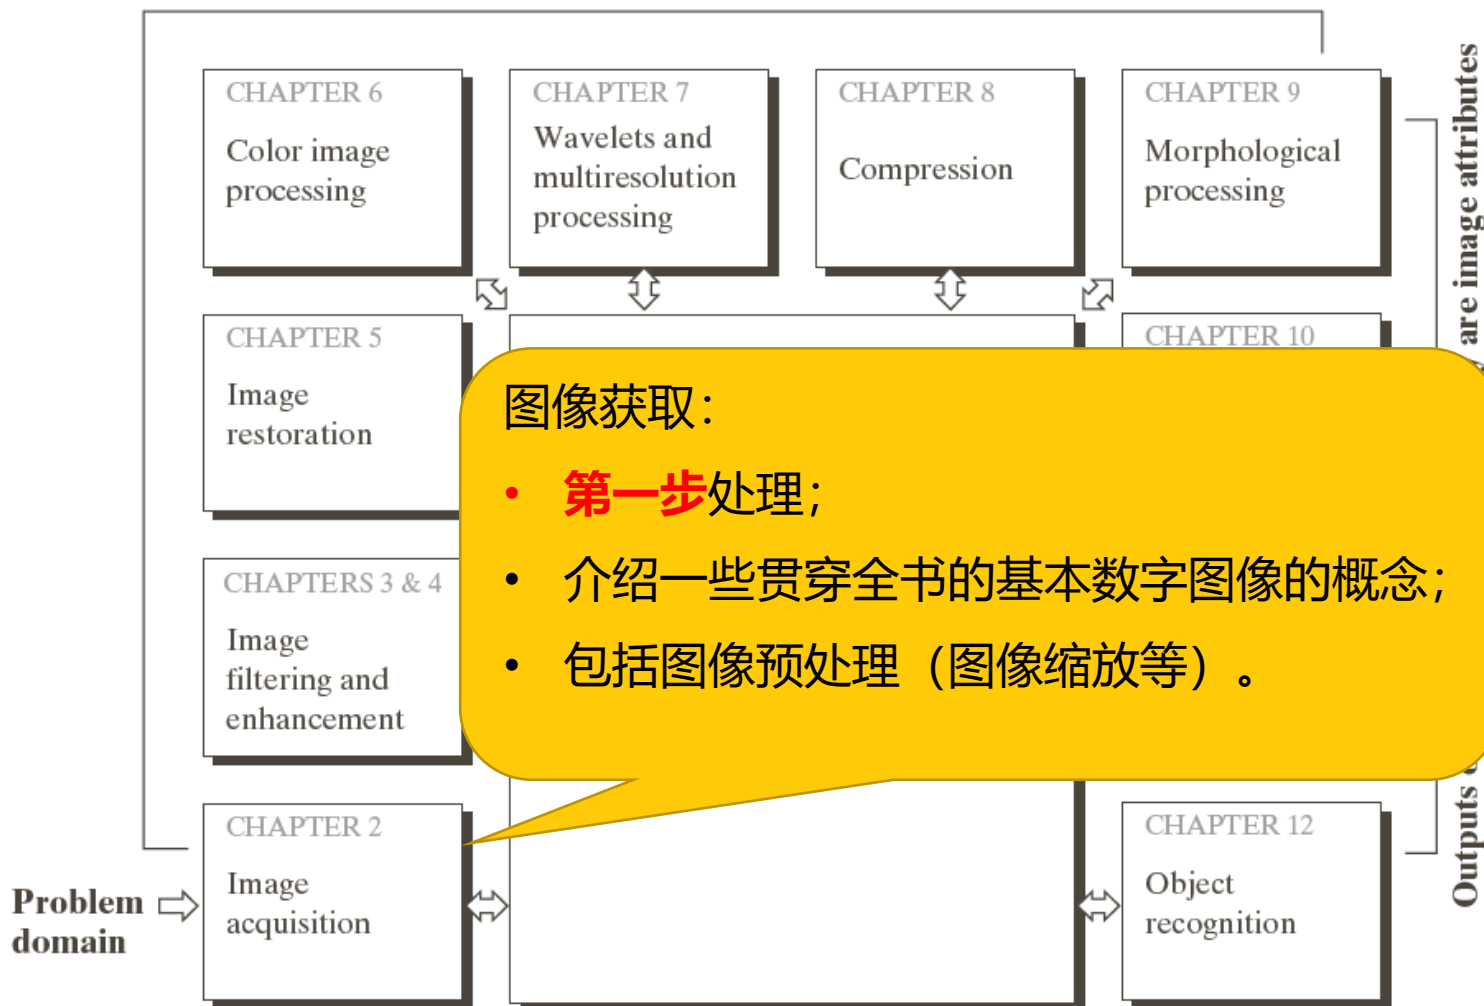 CHAPTER 6
Color image
processing
CHAPTER 7
Wavelets and
multiresolution
processing
CHAPTER 8
Compression
CHAPTER 9
Morphological
processing
CHAPTER 5
Image
restoration
CHAPTER 10
图像获取：
• 第一步处理；
• 介绍一些贯穿全书的基本数字图像的概念；
• 包括图像预处理（图像缩放等）。
CHAPTERS 3 & 4
Image
filtering and
enhancement
CHAPTER 2
Image
acquisition
CHAPTER 12
Object
recognition
Problem
domain
Outputs
are image attributes